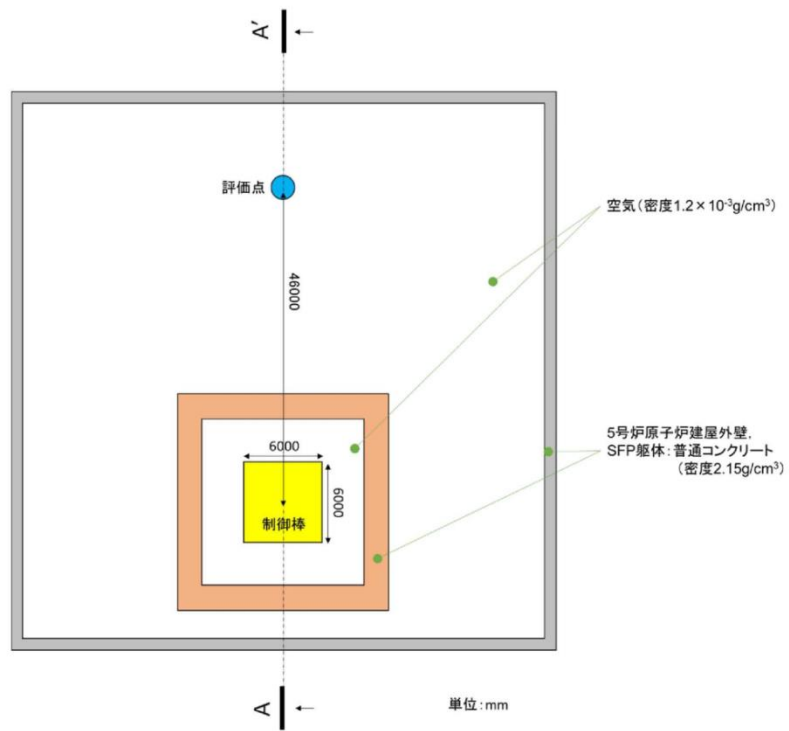 A’
評価点
空気(密度1.2×10-3g/cm3)
46000
5号炉原子炉建屋外壁,
SFP躯体:普通コンクリート
(密度2.15g/cm3)
6000
6000
制御棒
A
単位:mm